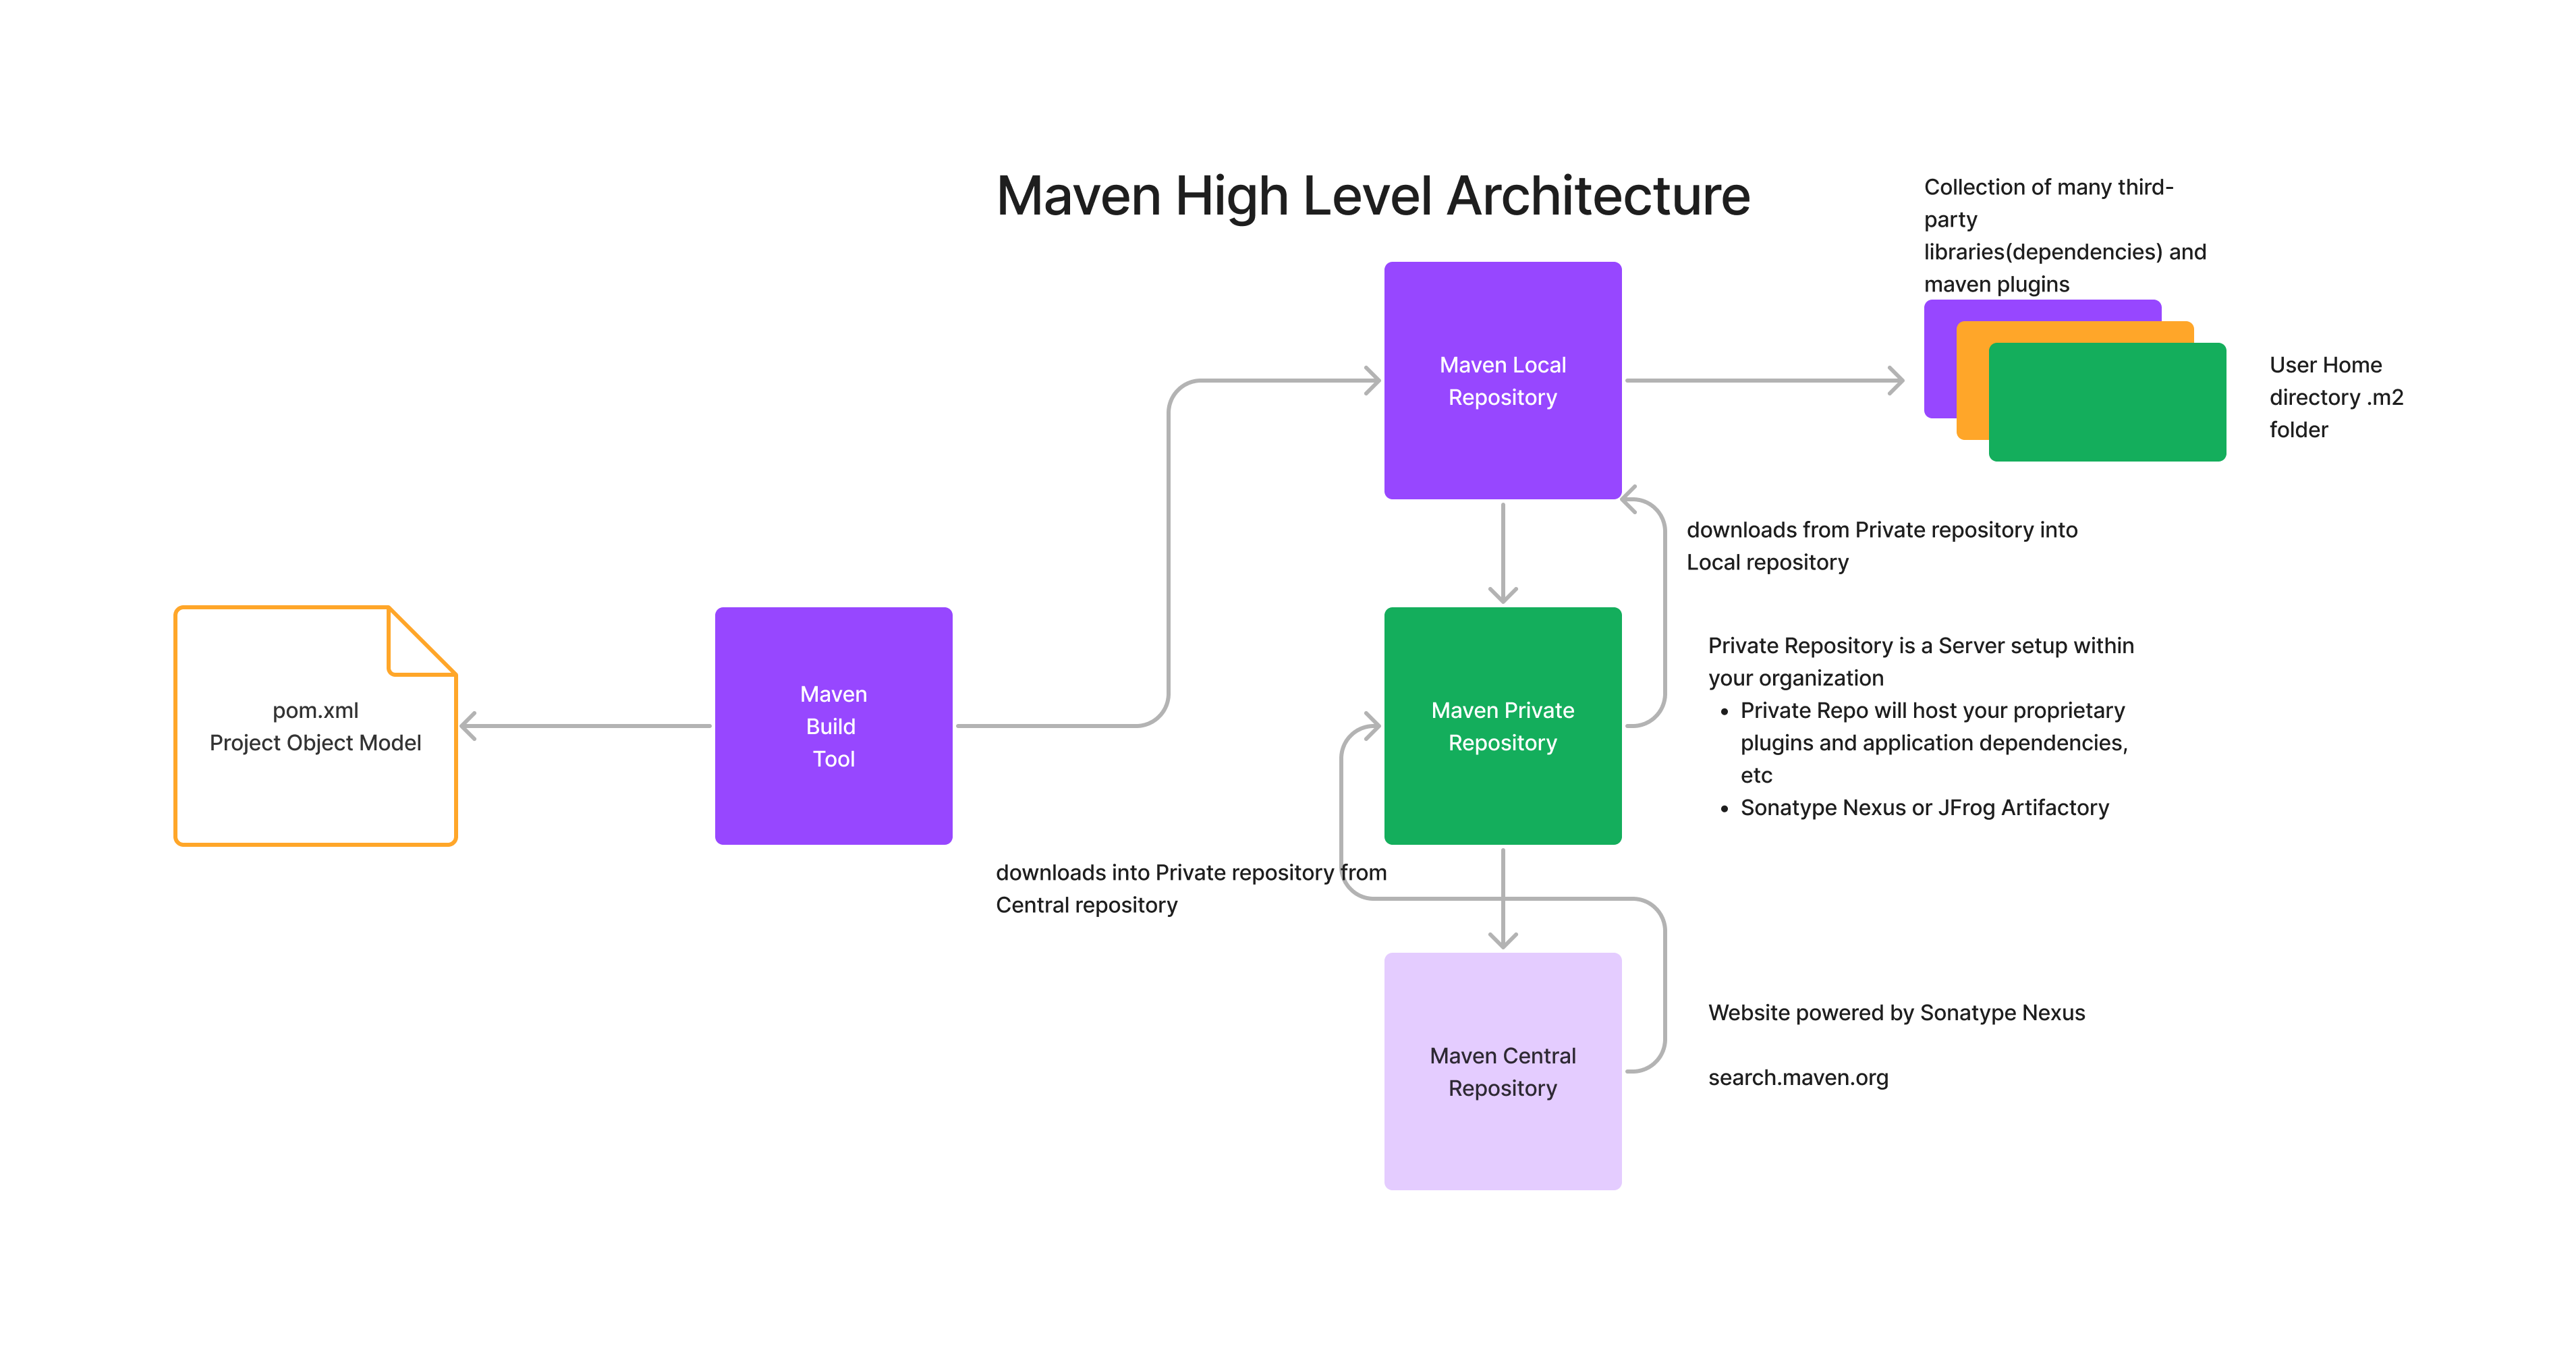 Maven High Level Architecture
Collection of many third-
party
libraries(dependencies) and
maven plugins
Maven Local
Repository
User Home
directory .m2
folder
downloads from Private repository into
Local repository
pom.xml
Project Object Model
Maven
Build
Tool
Maven Private
Repository
Private Repository is a Server setup within
your organization
• Private Repo will host your proprietary
plugins and application dependencies,
etc
• Sonatype Nexus or JFrog Artifactory
downloads into Private repository from
Central repository
Maven Central
Repository
Website powered by Sonatype Nexus
search.maven.org